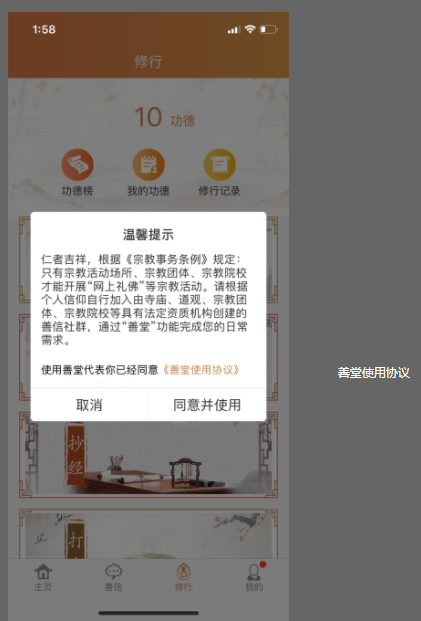 1:58
修行
10 功德
功德榜
我的功德
修行记录
温馨提示
仁者吉祥，根据《宗教事务条例》规定：
只有宗教活动场所、宗教团体、宗教院校
才能开展“网上礼佛”等宗教活动。请根据
个人信仰自行加入由寺庙、道观、宗教团
体、宗教院校等具有法定资质机构创建的
善信社群，通过“善堂”功能完成您的日常
需求。
使用善堂代表你已经同意《善堂使用协议》
取消
同意并使用
善堂使用协议
抄
经
打
主页
善信
修行
我的